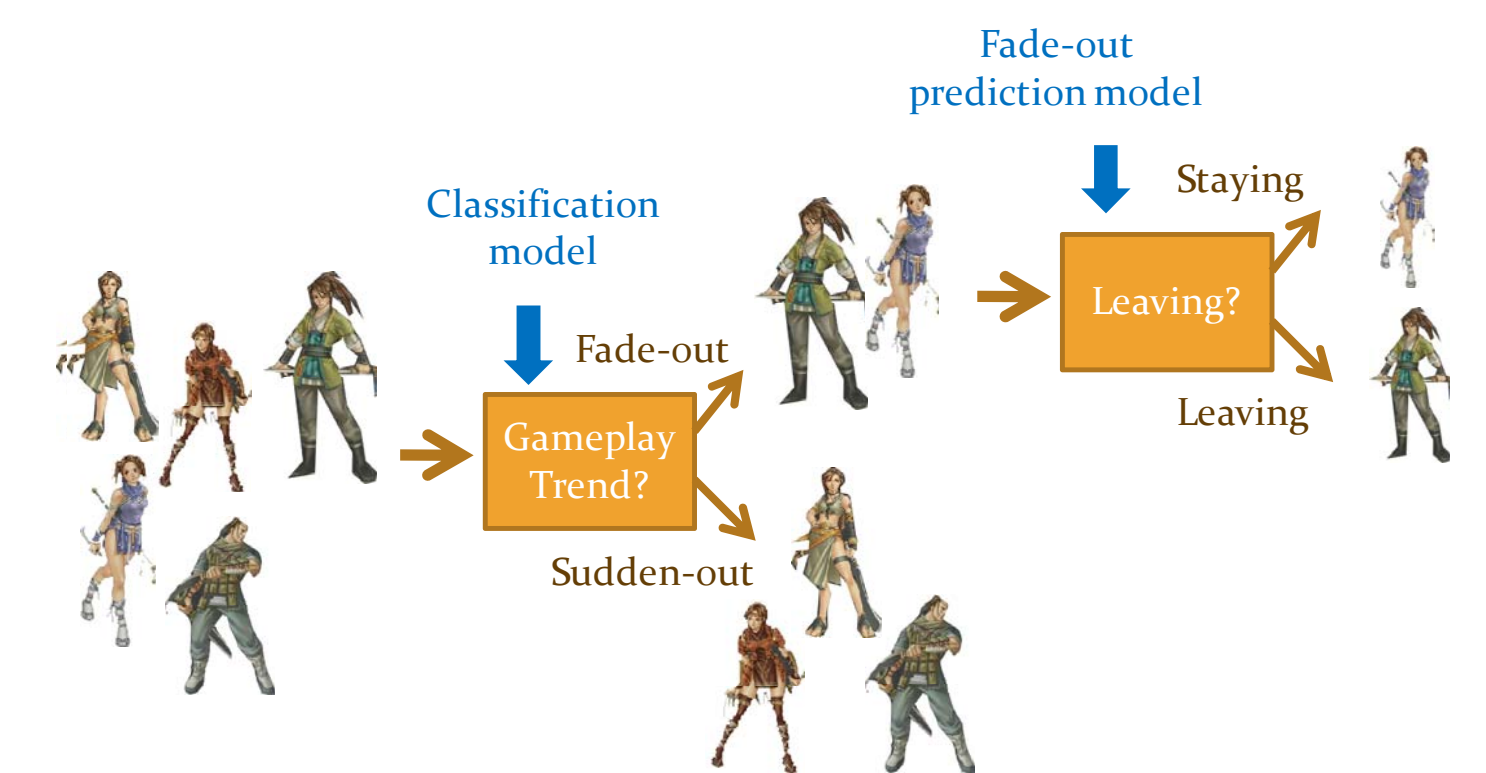 Fade-out
prediction model
Classification
model
Staying
Leaving?
Leaving
Fade-out
Gameplay
Trend?
Sudden-out